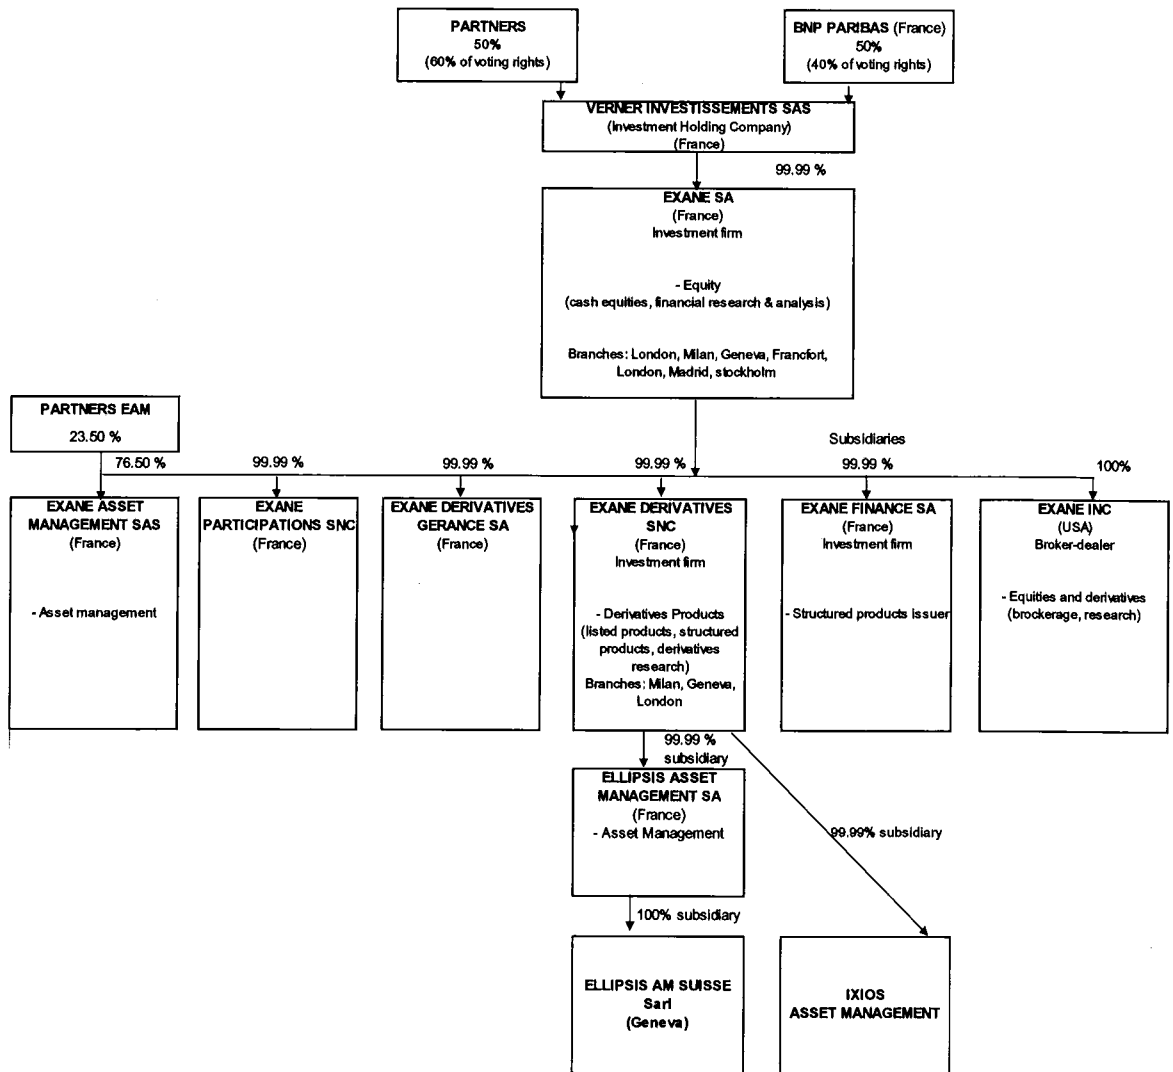 PARTNERS
50%
(60% of voting rights)
BNP PARIBAS (France)
50%
(40% of voting rights)
VERNER INVESTISSEMENTS SAS
(Investment Holding Company)
(France)
99.99 %
EXANE SA
(France)
Investment firm
- Equity
(cash equities, financial research & analysis)
Branches: London, Milan, Geneva, Francfort,
London, Madrid, stockholm
PARTNERS EAM
23.50 %
Subsidiaries
76.50 %
99.99 %
99.99 %
99.99 %
99.99 %
100%
EXANE ASSET
MANAGEMENT SAS
(France)
- Asset management
EXANE
PARTICIPATIONS SNC
(France)
EXANE DERIVATIVES
GERANCE SA
(France)
EXANE DERIVATIVES
SNC
(France)
Investment firm
- Derivatives Products
(listed products, structured
products, derivatives
research)
Branches: Milan, Geneva,
London
EXANE FINANCE SA
(France)
Investment firm
- Structured products issuer
EXANE INC
(USA)
Broker-dealer
- Equities and derivatives
(brokerage, research)
99.99 %
subsidiary
ELLIPSIS ASSET
MANAGEMENT SA
(France)
- Asset Management
99.99% subsidiary
100% subsidiary
ELLIPSIS AM SUISSE
Sarl
(Geneva)
IXIOS
ASSET MANAGEMENT